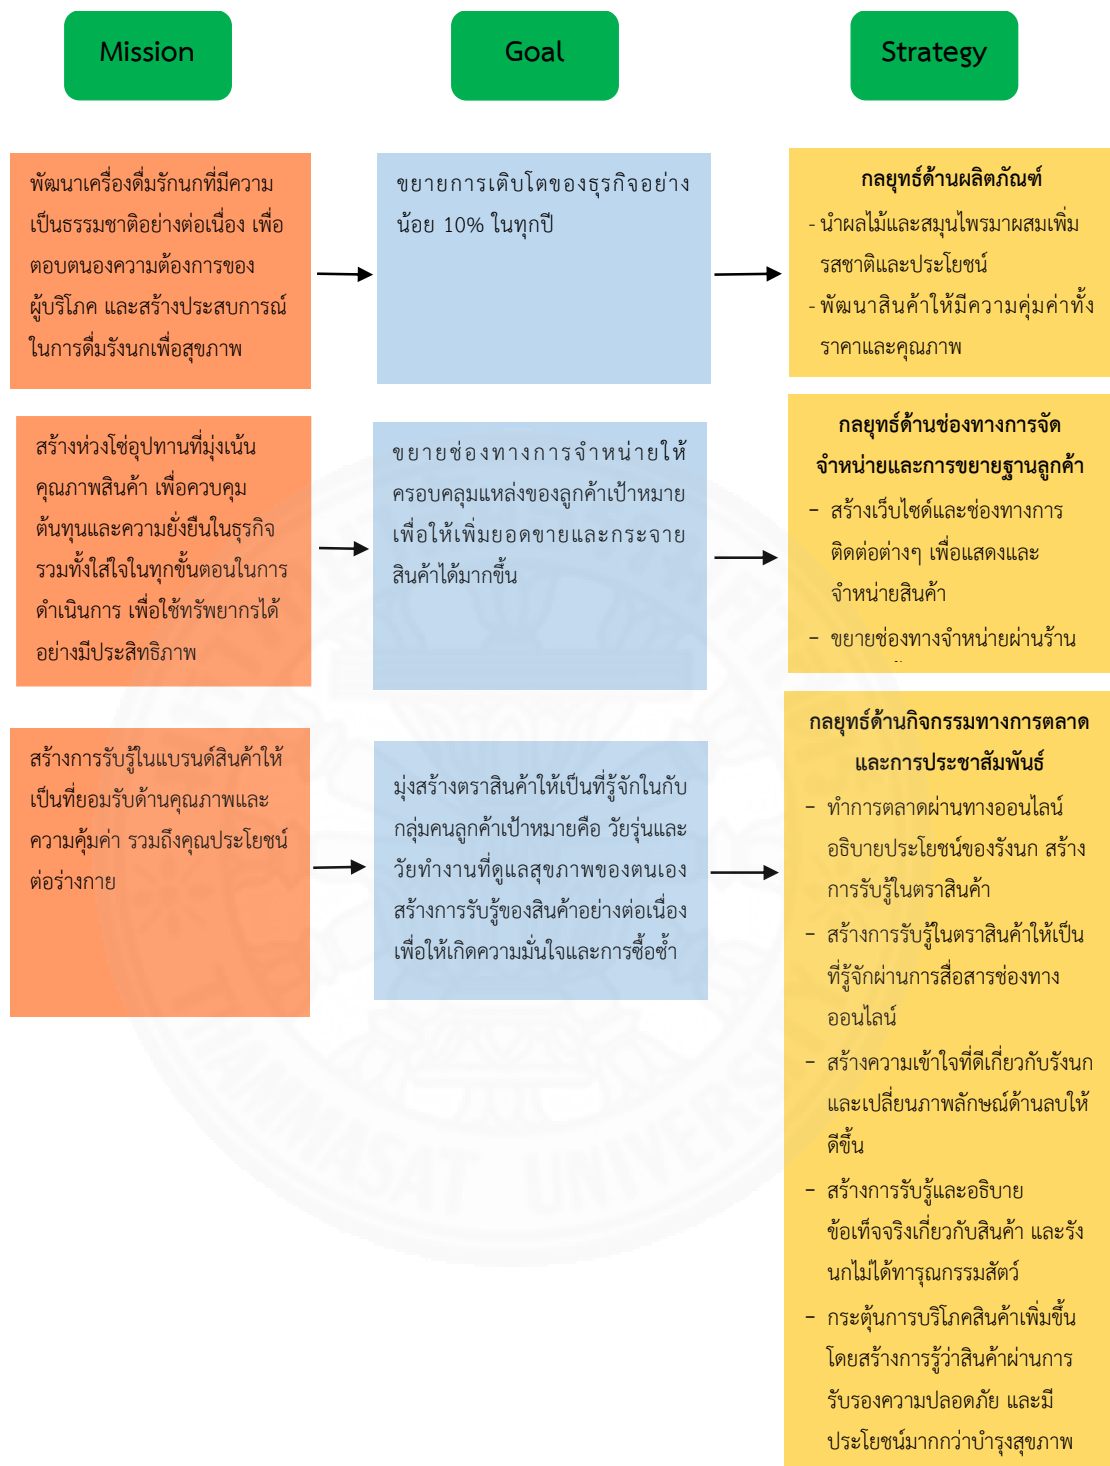 Mission
Goal
Strategy
พัฒนาเครื่องดื่มรักนกที่มีความ
เป็นธรรมชาติอย่างต่อเนื่อง เพื่อ
ตอบตนองความต้องการของ
ผู้บริโภค และสร้างประสบการณ์
ในการดื่มรังนกเพื่อสุขภาพ
ขยายการเติบโตของธุรกิจอย่าง
น้อย 10% ในทุกปี
กลยุทธ์ด้านผลิตภัณฑ์
- นำผลไม้และสมุนไพรมาผสมเพิ่ม
รสชาติและประโยชน์
- พัฒนาสินค้าให้มีความคุ่มค่าทั้ง
ราคาและคุณภาพ
สร้างห่วงโซ่อุปทานที่มุ่งเน้น
คุณภาพสินค้า เพื่อควบคุม
ต้นทุนและความยั่งยืนในธุรกิจ
รวมทั้งใส่ใจในทุกขั้นตอนในการ
ดำเนินการ เพื่อใช้ทรัพยากรได้
อย่างมีประสิทธิภาพ
ขยายช่องทางการจำหน่ายให้
ครอบคลุมแหล่งของลูกค้าเป้าหมาย
เพื่อให้เพิ่มยอดขายและกระจาย
สินค้าได้มากขึ้น
กลยุทธ์ด้านช่องทางการจัด
จำหน่ายและการขยายฐานลูกค้า
- สร้างเว็บไซด์และช่องทางการ
ติดต่อต่างๆ เพื่อแสดงและ
จำหน่ายสินค้า
- ขยายช่องทางจำหน่ายผ่านร้าน
สร้างการรับรู้ในแบรนด์สินค้าให้
เป็นที่ยอมรับด้านคุณภาพและ
ความคุ้มค่า รวมถึงคุณประโยชน์
ต่อร่างกาย
มุ่งสร้างตราสินค้าให้เป็นที่รู้จักในกับ
กลุ่มคนลูกค้าเป้าหมายคือ วัยรุ่นและ
วัยทำงานที่ดูแลสุขภาพของตนเอง
สร้างการรับรู้ของสินค้าอย่างต่อเนื่อง
เพื่อให้เกิดความมั่นใจและการซื้อซ้ำ
กลยุทธ์ด้านกิจกรรมทางการตลาด
และการประชาสัมพันธ์
- ทำการตลาดผ่านทางออนไลน์
อธิบายประโยชน์ของรังนก สร้าง
การรับรู้ในตราสินค้า
- สร้างการรับรู้ในตราสินค้าให้เป็น
ที่รู้จักผ่านการสื่อสารช่องทาง
ออนไลน์
- สร้างความเข้าใจที่ดีเกี่ยวกับรังนก
และเปลี่ยนภาพลักษณ์ด้านลบให้
ดีขึ้น
- สร้างการรับรู้และอธิบาย
ข้อเท็จจริงเกี่ยวกับสินค้า และรัง
นกไม่ได้ทารุณกรรมสัตว์
- กระตุ้นการบริโภคสินค้าเพิ่มขึ้น
โดยสร้างการรู้ว่าสินค้าผ่านการ
รับรองความปลอดภัย และมี
ประโยชน์มากกว่าบำรุงสุขภาพ
THAMMASAT UNIVERSITY